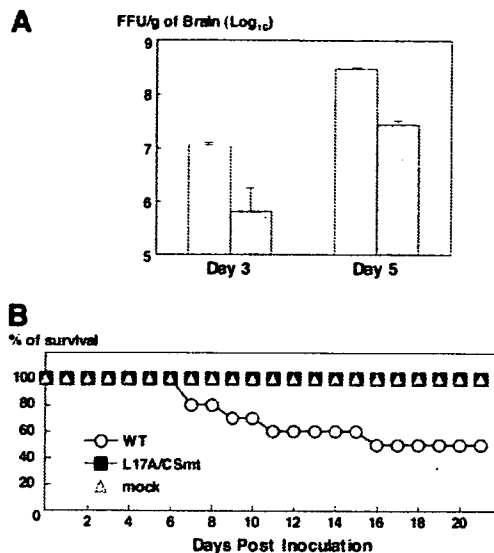 A
FFU/g of Brain (Log10)
9
8
7
6
5
Day 3 Day 5
B
% of survival
100
80
60
40
20
0
WT
L17A/CSmt
mock
2 4 6 8 10 12 14 16 18 20
Days Post Inoculation